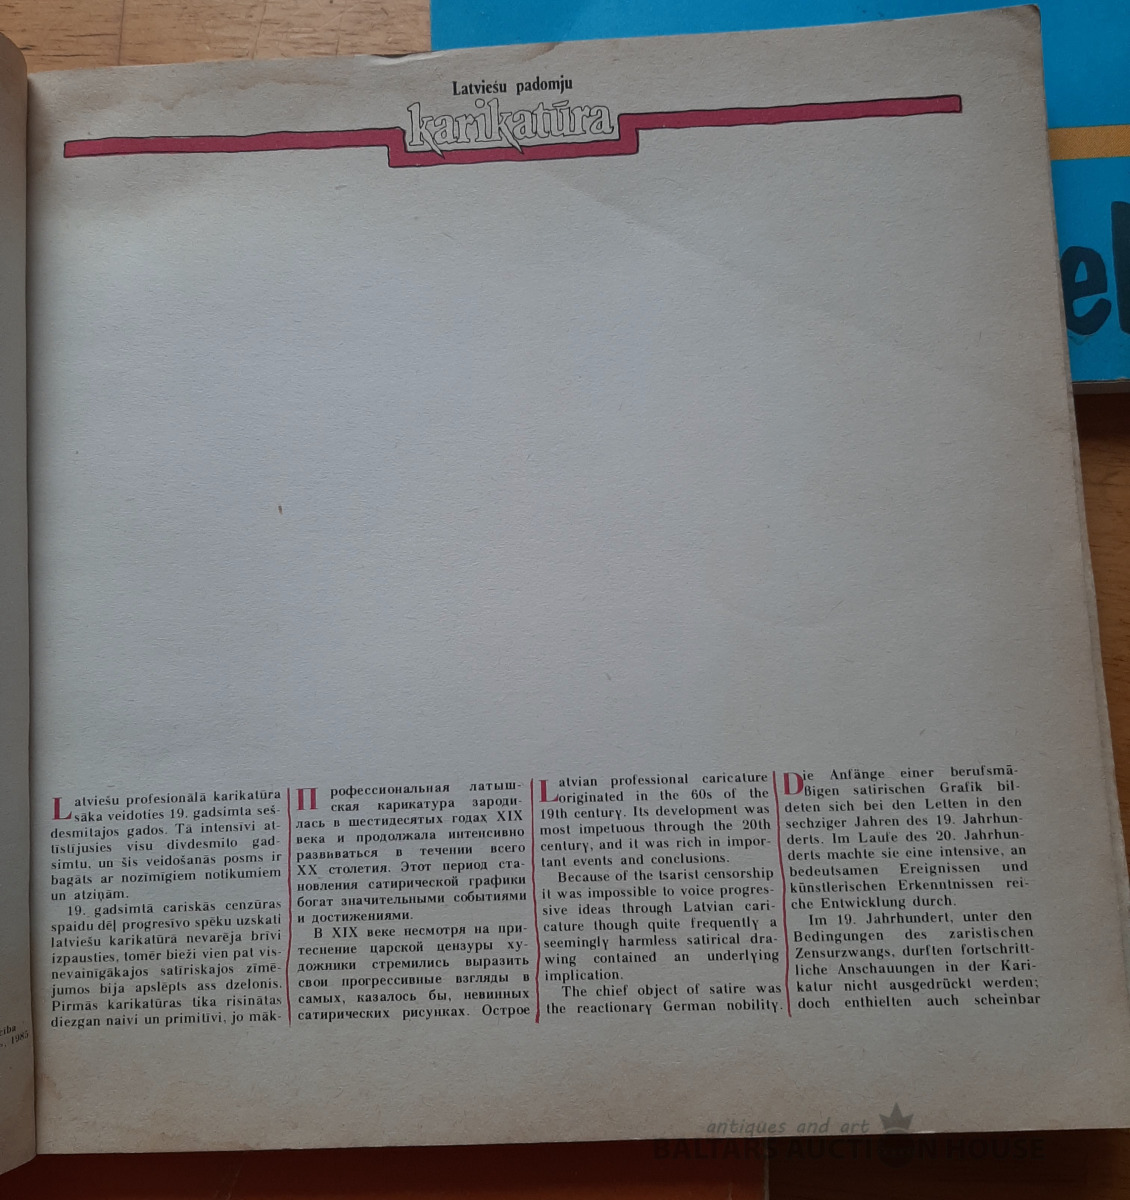 Latviešu padomju
karikatūra
Latviešu profesionālā karikatūra
sāka veidoties 19. gadsimta seš-
desmitajos gados. Tā intensīvi at-
tīstījusies visu divdesmito gad-
simtu, un šis veidošanās posms ir
bagāts ar nozīmīgiem notikumiem
un atziņām.
19. gadsimtā cariskās cenzūras
spaidu dēļ progresīvo spēku uzskati
latviešu karikatūrā nevarēja brīvi
izpausties, tomēr bieži vien pat vis-
nevainīgākajos satīriskajos zīmē-
jumos bija apslēpts ass dzelonis.
Pirmās karikatūras tika risinātas
diezgan naivi un primitīvi, jo māk-
Профессиональная латыш-
ская карикатура зароди-
лась в шестидесятых годах XIX
века и продолжала интенсивно
развиваться в течении всего
XX столетия. Этот период ста-
новления сатирической графики
богат значительными событиями
и достижениями.
В XIX веке несмотря на при-
теснение царской цензуры ху-
дожники стремились выразить
свои прогрессивные взгляды в
самых, казалось бы, невинных
сатирических рисунках. Острое
Latvian professional caricature
originated in the 60s of the
19th century. Its development was
most impetuous through the 20th
century, and it was rich in impor-
tant events and conclusions.
Because of the tsarist censorship
it was impossible to voice progres-
sive ideas through Latvian cari-
cature though quite frequently a
seemingly harmless satirical dra-
wing contained an underlying
implication.
The chief object of satire was
the reactionary German nobility.
Die Anfänge einer berufsmä-
ßigen satirischen Grafik bil-
deten sich bei den Letten in den
sechziger Jahren des 19. Jahrhun-
derts. Im Laufe des 20. Jahrhun-
derts machte sie eine intensive, an
bedeutsamen Ereignissen und
künstlerischen Erkenntnissen rei-
che Entwicklung durch.
Im 19. Jahrhundert, unter den
Bedingungen des zaristischen
Zensurzwangs, durften fortschritt-
liche Anschauungen in der Kari-
katur nicht ausgedrückt werden;
doch enthielten auch scheinbar
1985
antiques and art
BALTARS AUCTION HOUSE